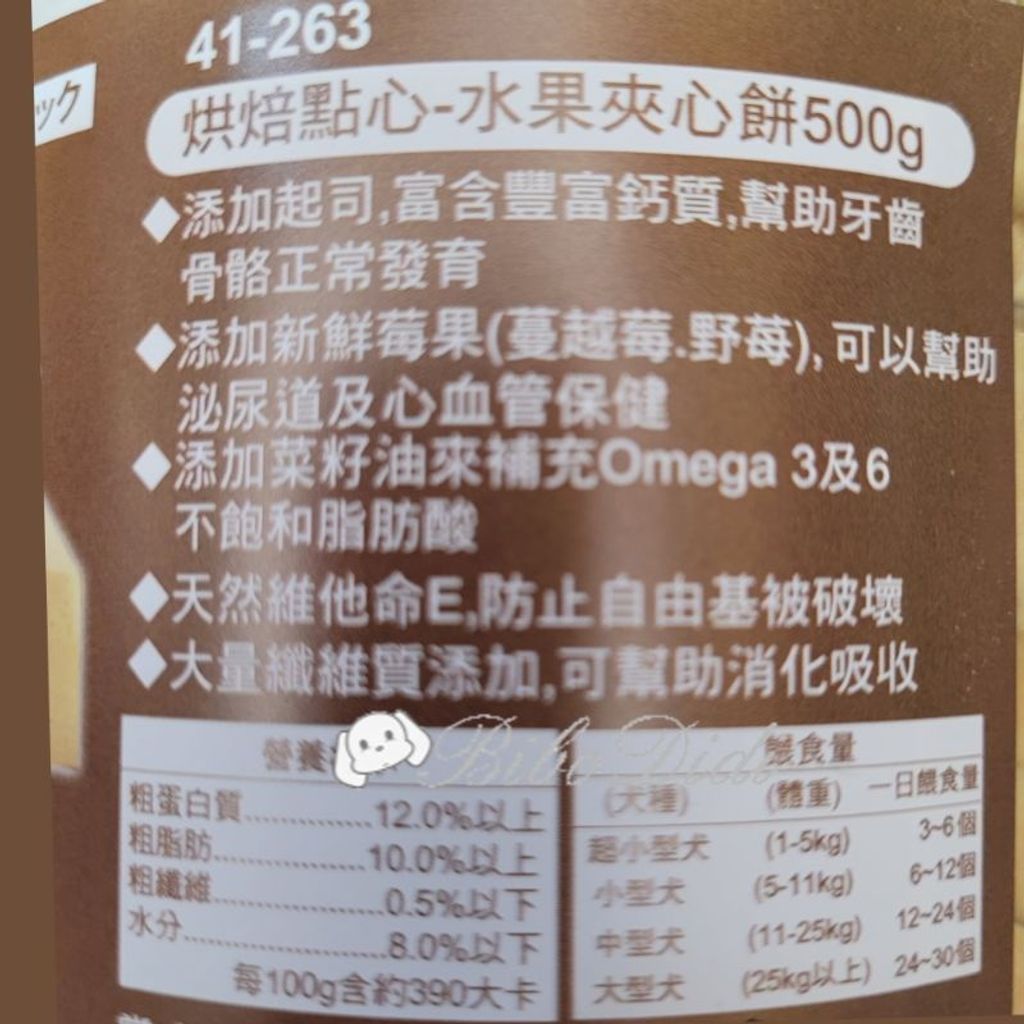 ック
41-263
烘焙點心-水果夾心餅500g
◆添加起司,富含豐富鈣質,幫助牙齒
骨骼正常發育
◆添加新鮮莓果(蔓越莓.野莓),可以幫助
泌尿道及心血管保健
◆添加菜籽油來補充Omega 3及6
不飽和脂肪酸
◆天然維他命E,防止自由基被破壞
◆大量纖維質添加,可幫助消化吸收
營養
粗蛋白質..............12.0%以上
粗脂肪................10.0%以上
粗纖維.................0.5%以下
水分....................8.0%以下
每100g含約390大卡
Bibo Dido
餵食量
(犬種) (體重) 一日餵食量
超小型犬 (1-5kg) 3~6個
小型犬 (5-11kg) 6~12個
中型犬 (11-25kg) 12~24個
大型犬 (25kg以上) 24~30個